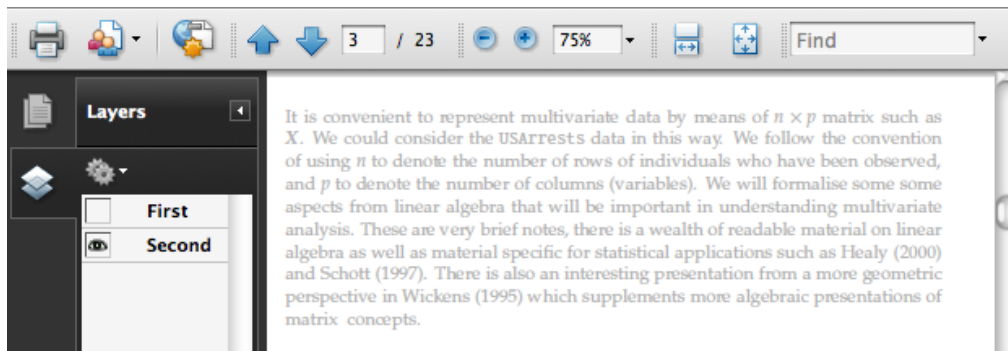 3 / 23 75% Find
Layers
First
Second
It is convenient to represent multivariate data by means of n × p matrix such as
X. We could consider the USArrests data in this way. We follow the convention
of using n to denote the number of rows of individuals who have been observed,
and p to denote the number of columns (variables). We will formalise some some
aspects from linear algebra that will be important in understanding multivariate
analysis. These are very brief notes, there is a wealth of readable material on linear
algebra as well as material specific for statistical applications such as Healy (2000)
and Schott (1997). There is also an interesting presentation from a more geometric
perspective in Wickens (1995) which supplements more algebraic presentations of
matrix concepts.